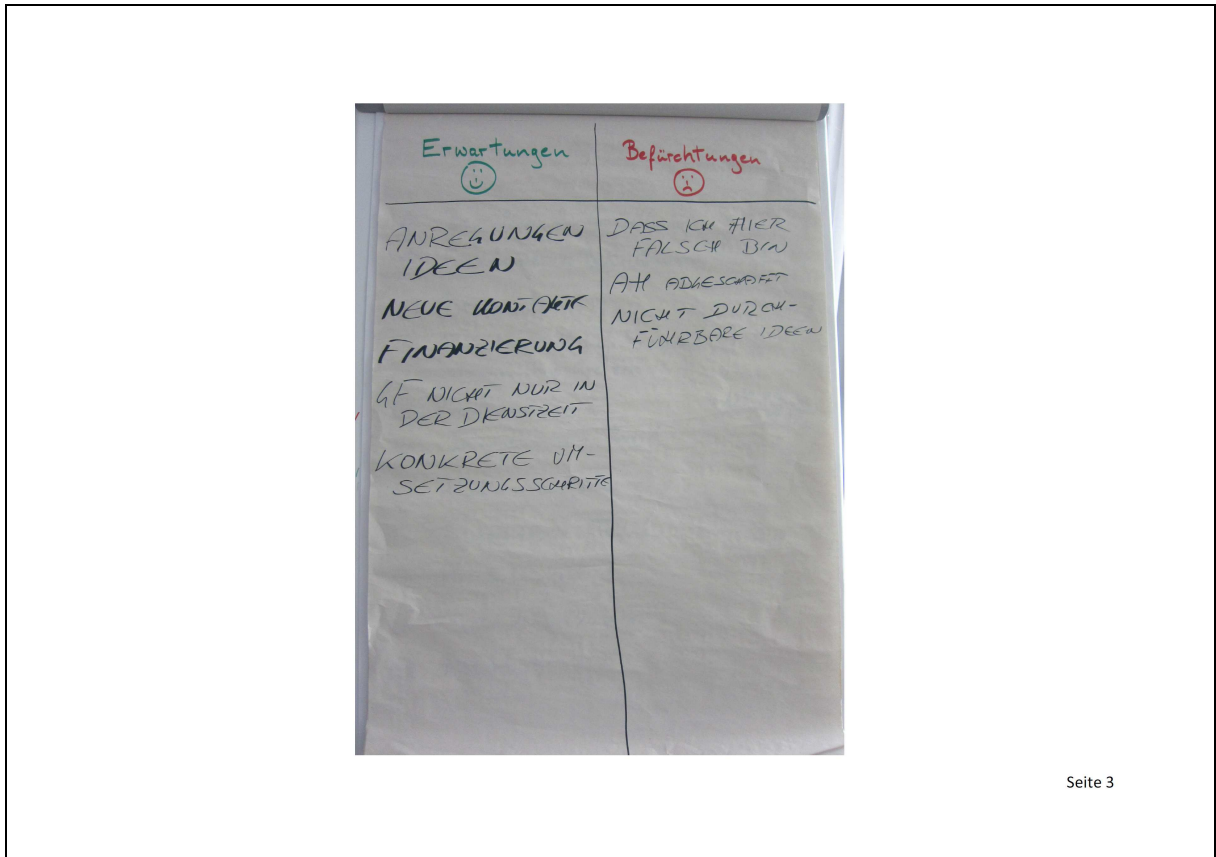 Erwartungen
ANREGUNGEN
IDEEN
NEUE KONTAKTE
FINANZIERUNG
GF NICHT NUR IN
DER DIENSTZEIT
KONKRETE UM-
SETZUNGSSCHRITTE
Befürchtungen
DASS ICH HIER
FALSCH BIN
AH ABGESCHAFFT
NICHT DURCH-
FÜHRBARE IDEEN
Seite 3